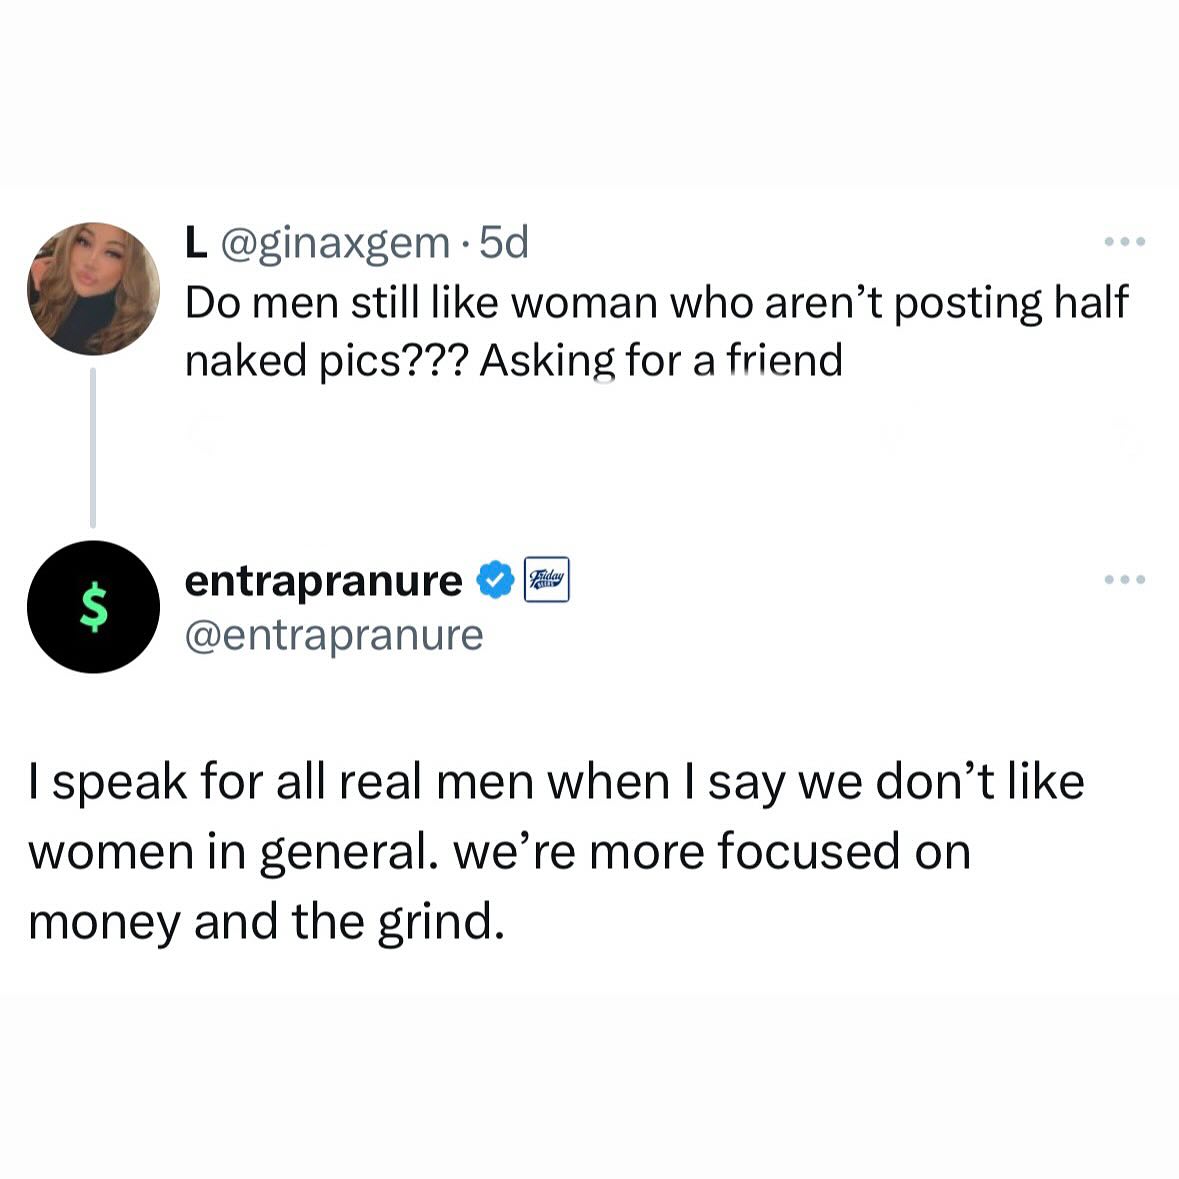 L @ginaxgem · 5d
Do men still like woman who aren’t posting half
naked pics??? Asking for a friend
entrapranure
Friday
@entrapranure
$
I speak for all real men when I say we don’t like
women in general. we’re more focused on
money and the grind.